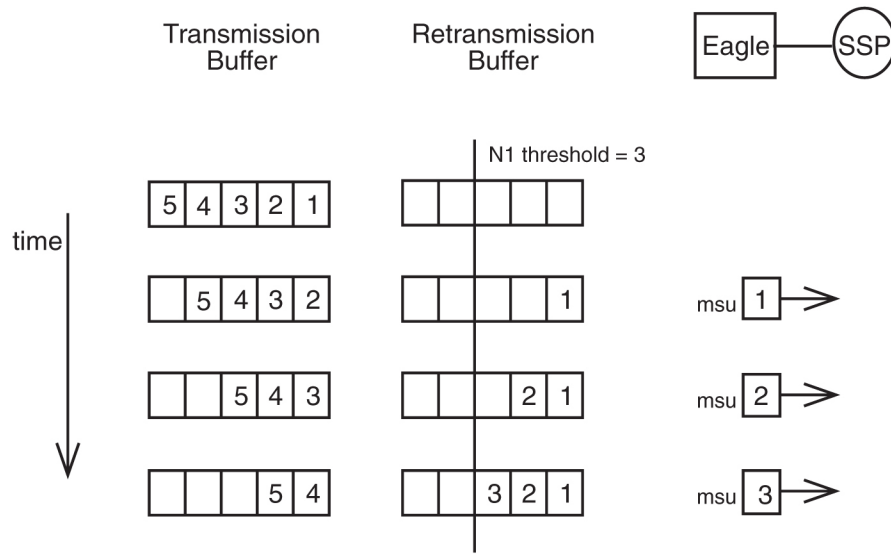 Transmission
Buffer
Retransmission
Buffer
Eagle
SSP
N1 threshold = 3
time
5 4 3 2 1
5 4 3 2
1
msu 1
5 4 3
2 1
msu 2
5 4
3 2 1
msu 3